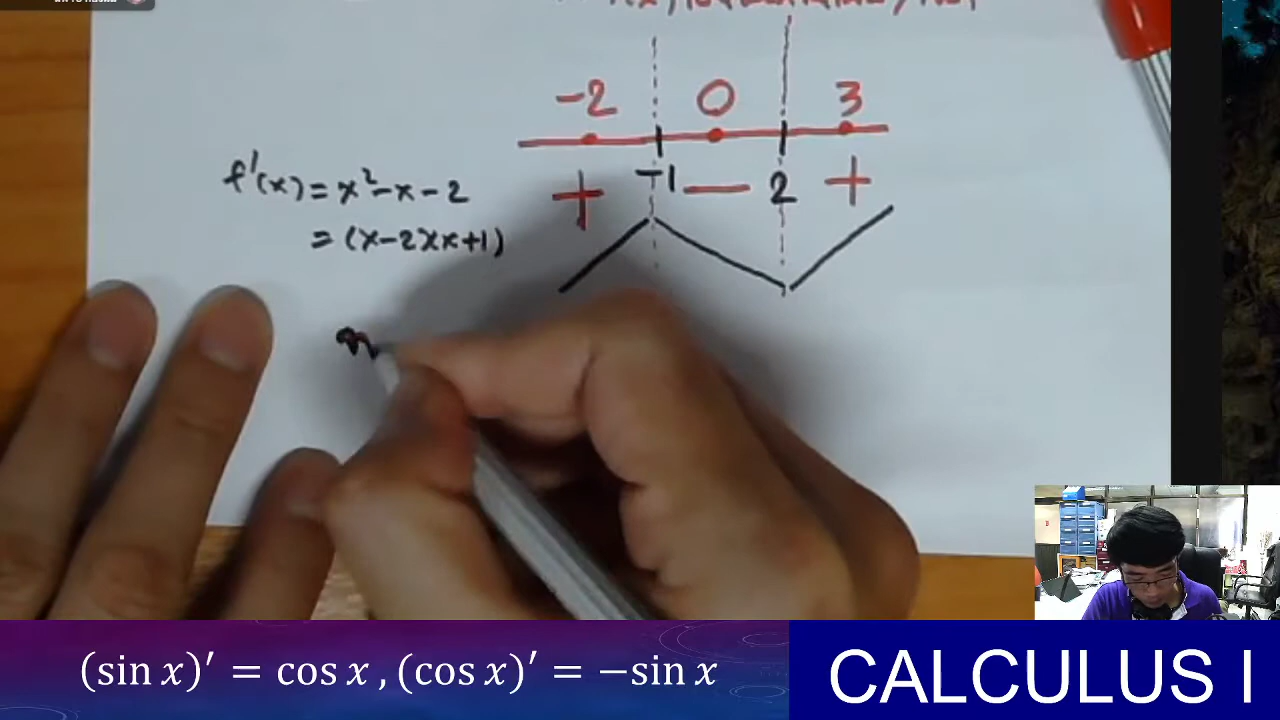 -2 0 3
f'(x) = x²-x-2
+ -1 — 2 +
= (x-2)(x+1)
(sin x)′ = cos x , (cos x)′ = −sin x
CALCULUS I